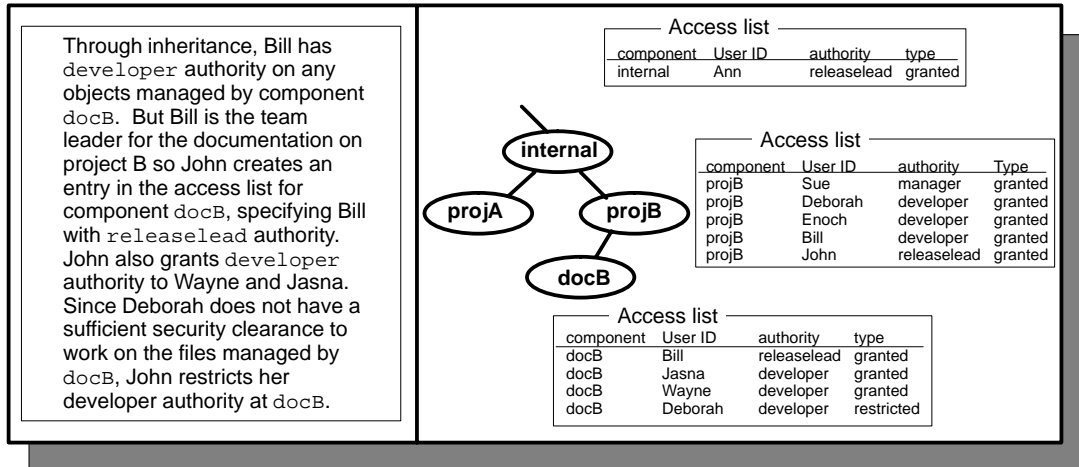 Through inheritance, Bill has
developer authority on any
objects managed by component
docB. But Bill is the team
leader for the documentation on
project B so John creates an
entry in the access list for
component docB, specifying Bill
with releaselead authority.
John also grants developer
authority to Wayne and Jasna.
Since Deborah does not have a
sufficient security clearance to
work on the files managed by
docB, John restricts her
developer authority at docB.
Access list
component User ID authority type
internal Ann releaselead granted
internal
projA projB
docB
Access list
component User ID authority Type
projB Sue manager granted
projB Deborah developer granted
projB Enoch developer granted
projB Bill developer granted
projB John releaselead granted
Access list
component User ID authority type
docB Bill releaselead granted
docB Jasna developer granted
docB Wayne developer granted
docB Deborah developer restricted